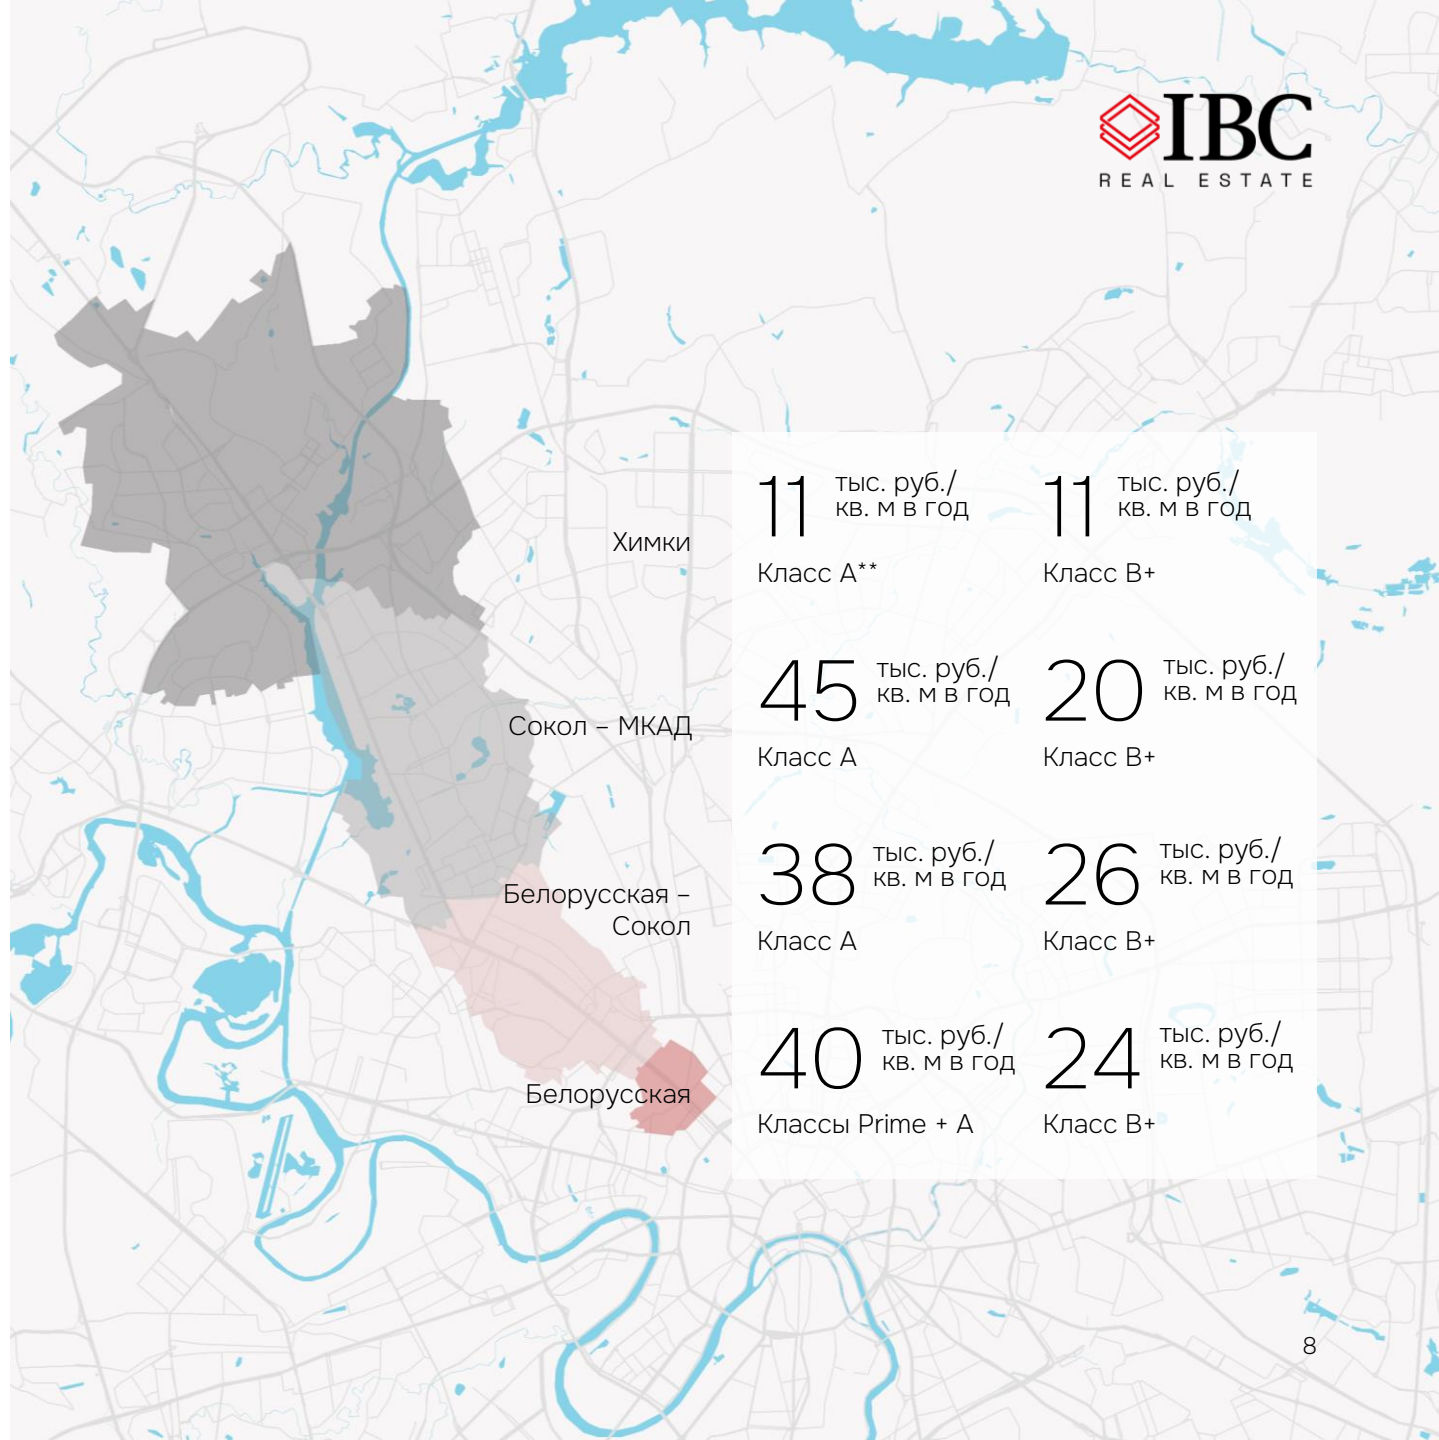 IBC
REAL ESTATE
Химки
11 тыс. руб./
кв. м в год
Класс А**
11 тыс. руб./
кв. м в год
Класс B+
Сокол – МКАД
45 тыс. руб./
кв. м в год
Класс А
20 тыс. руб./
кв. м в год
Класс B+
Белорусская –
Сокол
38 тыс. руб./
кв. м в год
Класс А
26 тыс. руб./
кв. м в год
Класс B+
Белорусская
40 тыс. руб./
кв. м в год
Классы Prime + А
24 тыс. руб./
кв. м в год
Класс B+
8